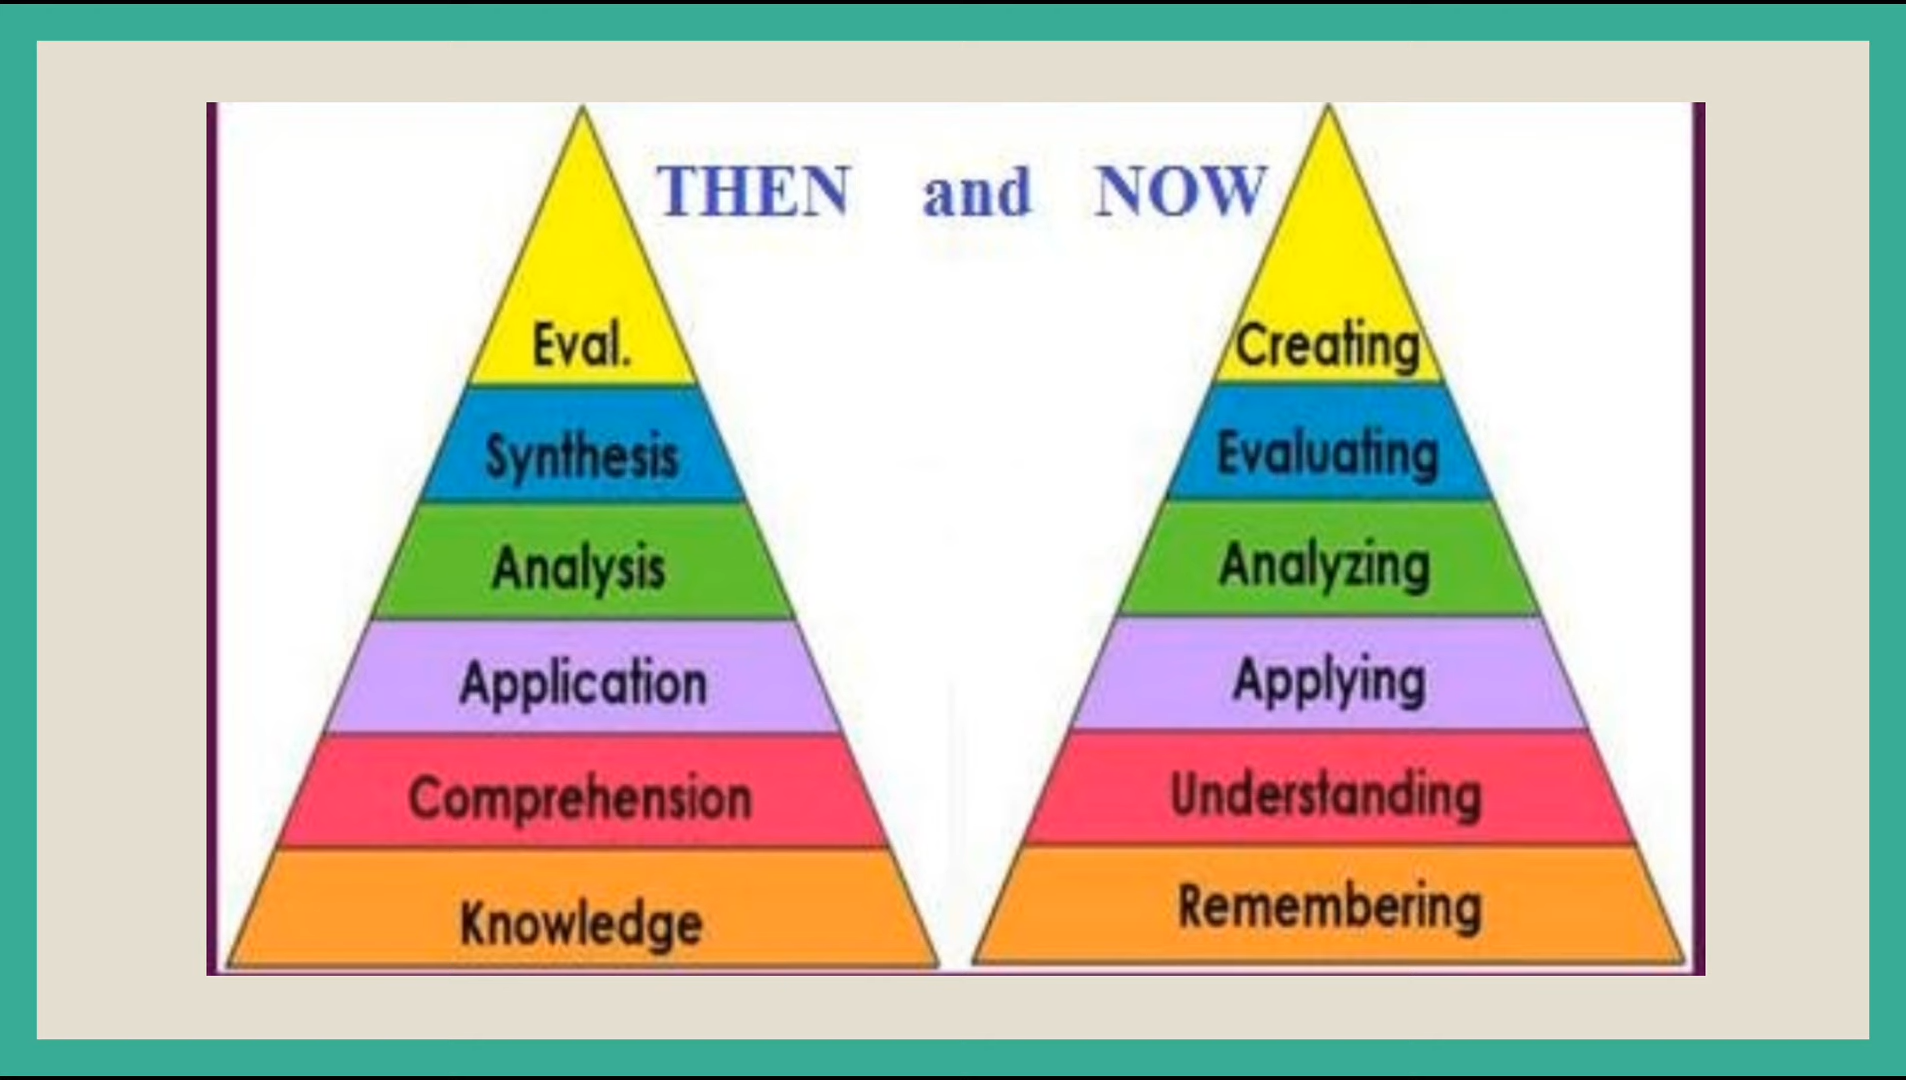 THEN and NOW
Eval.
Synthesis
Analysis
Application
Comprehension
Knowledge
Creating
Evaluating
Analyzing
Applying
Understanding
Remembering